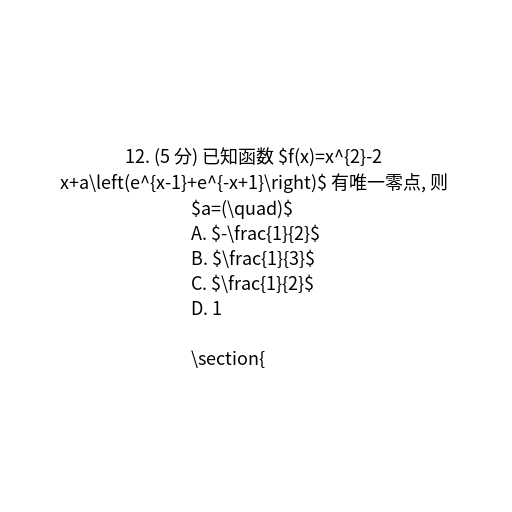 12. (5 分) 已知函数 $f(x)=x^{2}-2
x+a\left(e^{x-1}+e^{-x+1}\right)$ 有唯一零点, 则
$a=(\quad)$
A. $-\frac{1}{2}$
B. $\frac{1}{3}$
C. $\frac{1}{2}$
D. 1
\section{